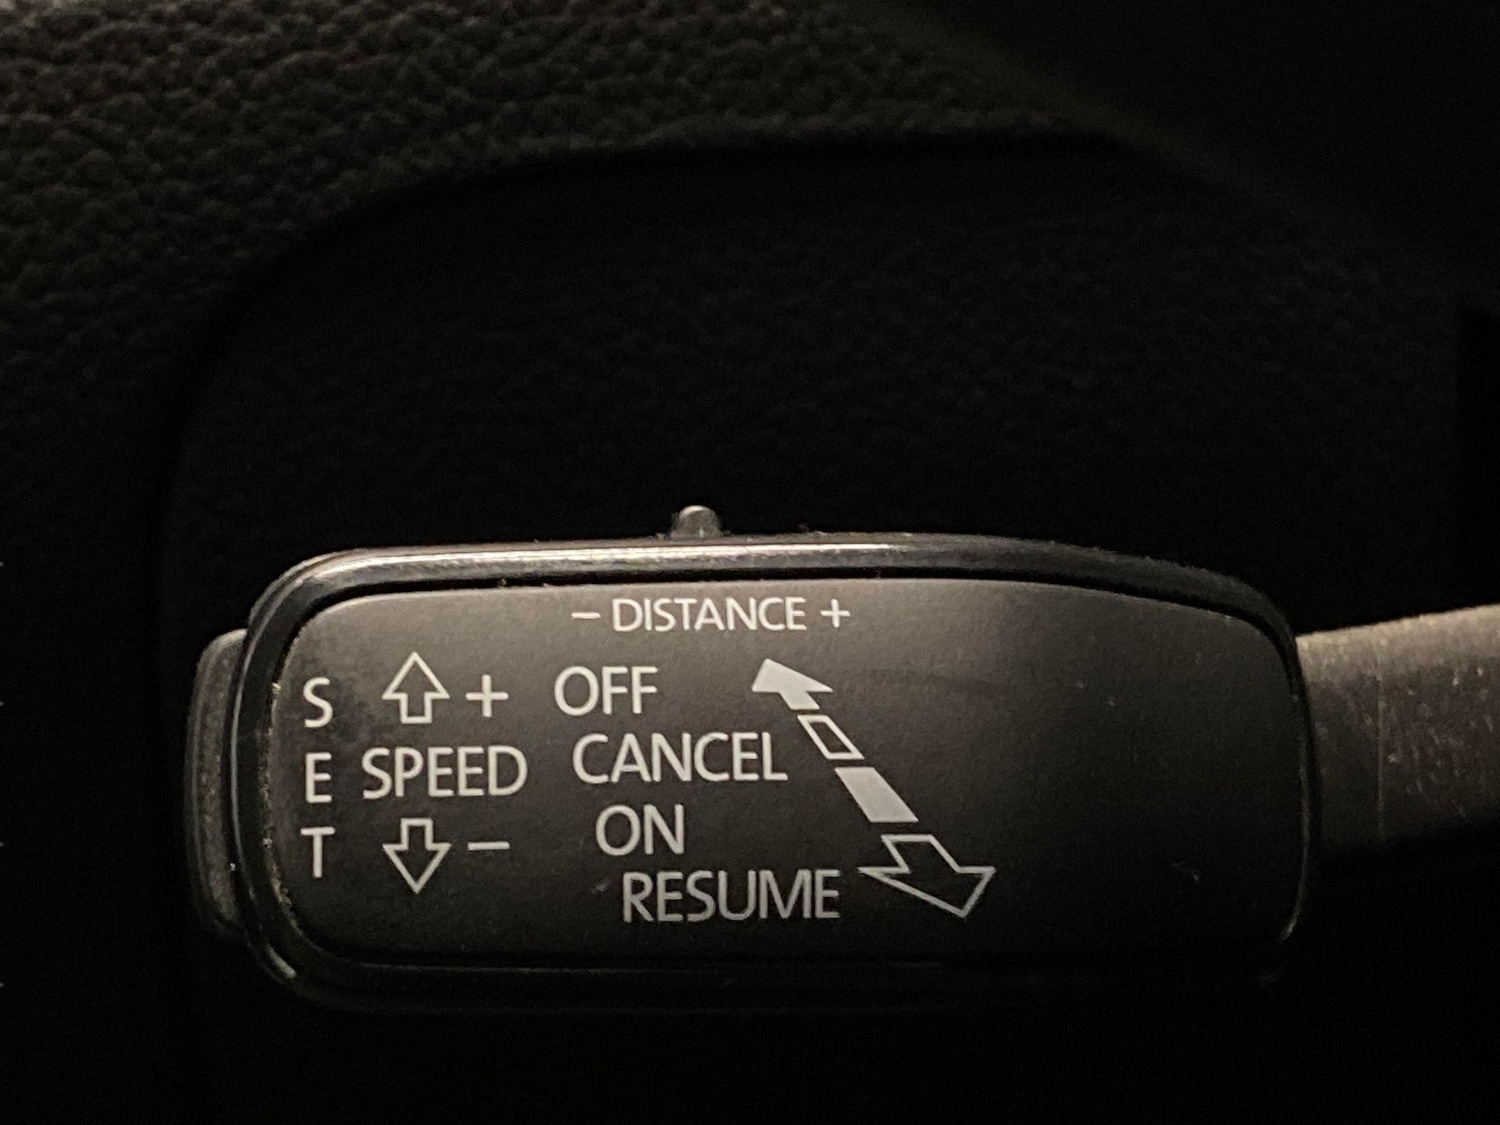 – DISTANCE +
S + OFF
E SPEED CANCEL
T – ON
RESUME